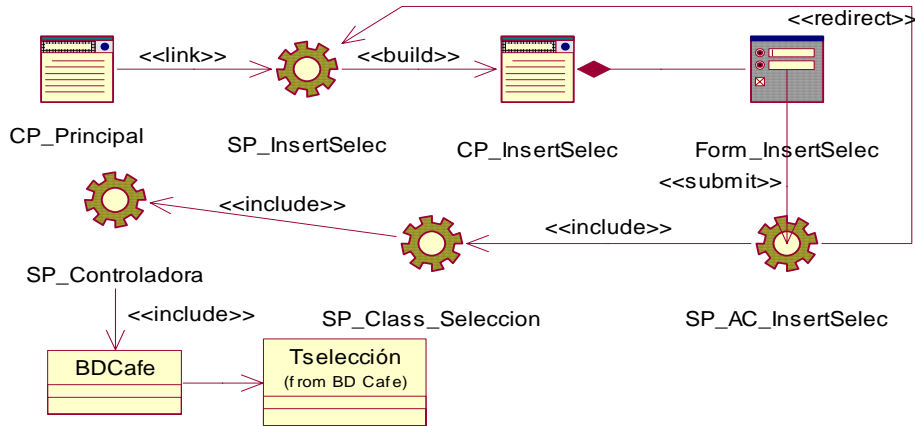 <<redirect>>
<<link>>
<<build>>
CP_Principal
SP_InsertSelec
CP_InsertSelec
Form_InsertSelec
<<submit>>
<<include>>
<<include>>
SP_Controladora
SP_Class_Seleccion
SP_AC_InsertSelec
<<include>>
BDCafe
Tselección
(from BD Cafe)